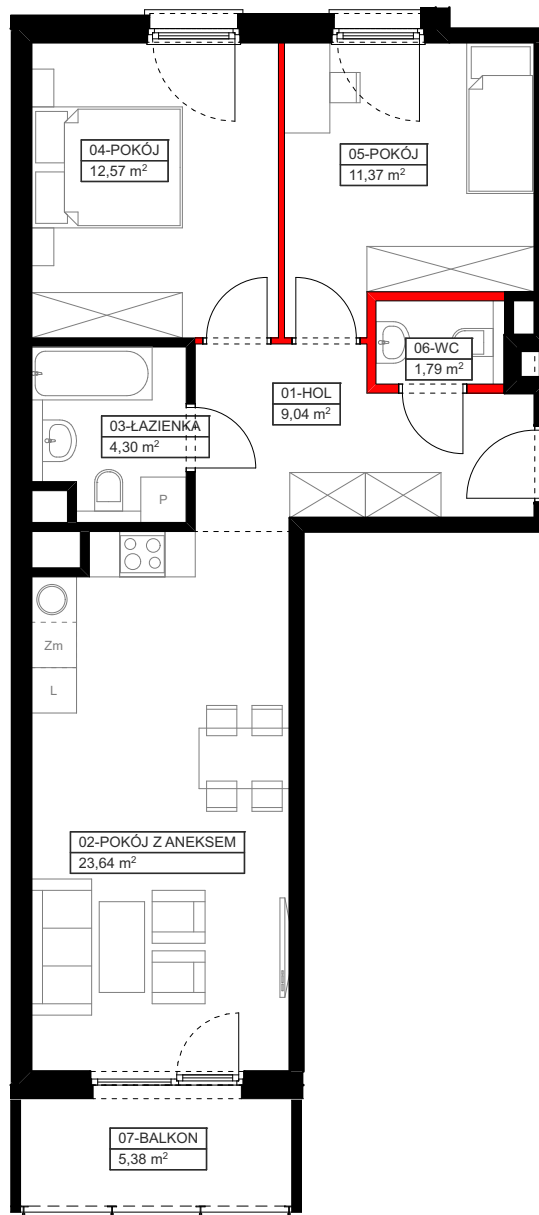 04-POKÓJ
12,57 m²
05-POKÓJ
11,37 m²
06-WC
1,79 m²
01-HOL
9,04 m²
03-ŁAZIENKA
4,30 m²
P
Zm
L
02-POKÓJ Z ANEKSEM
23,64 m²
07-BALKON
5,38 m²